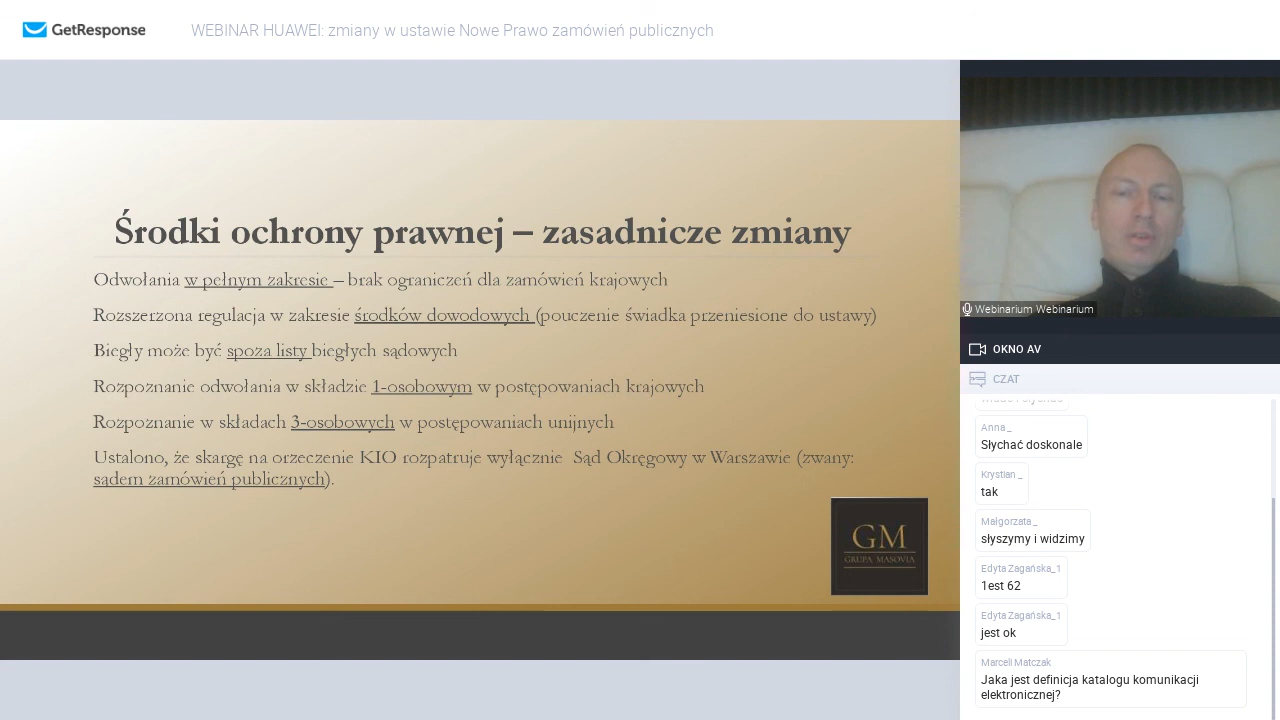 GetResponse
WEBINAR HUAWEI: zmiany w ustawie Nowe Prawo zamówień publicznych
Środki ochrony prawnej – zasadnicze zmiany
Odwołania w pełnym zakresie – brak ograniczeń dla zamówień krajowych
Rozszerzona regulacja w zakresie środków dowodowych (pouczenie świadka przeniesione do ustawy)
Biegły może być spoza listy biegłych sądowych
Rozpoznanie odwołania w składzie 1-osobowym w postępowaniach krajowych
Rozpoznanie w składach 3-osobowych w postępowaniach unijnych
Ustalono, że skargę na orzeczenie KIO rozpatruje wyłącznie Sąd Okręgowy w Warszawie (zwany:
sądem zamówień publicznych).
GM
GRUPA MASOVIA
Webinarium Webinarium
OKNO AV
CZAT
Anna _
Słychać doskonale
Krystian _
tak
Małgorzata _
słyszymy i widzimy
Edyta Zagańska_1
1est 62
Edyta Zagańska_1
jest ok
Marceli Matczak
Jaka jest definicja katalogu komunikacji
elektronicznej?